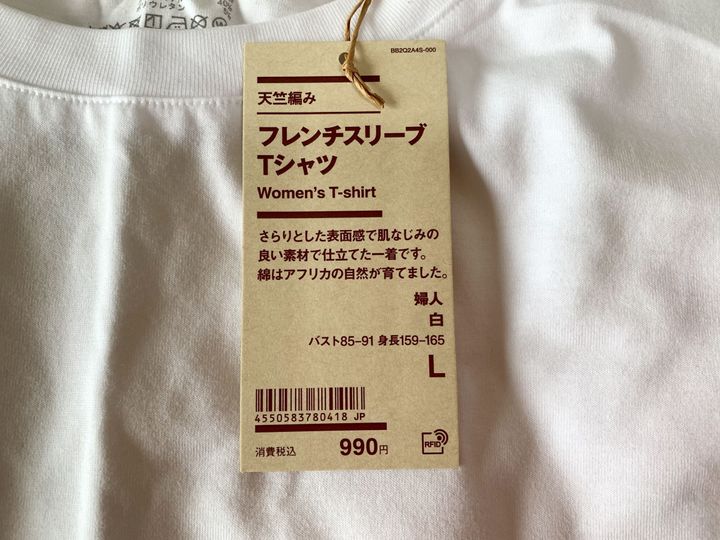 ウレタン
BB2Q2A4S-000
天竺編み
フレンチスリーブ
Tシャツ
Women's T-shirt
さらりとした表面感で肌なじみの
良い素材で仕立てた一着です。
綿はアフリカの自然が育てました。
婦人
白
バスト85–91 身長159–165
L
4550583780418 JP
消費税込 990円
RFID